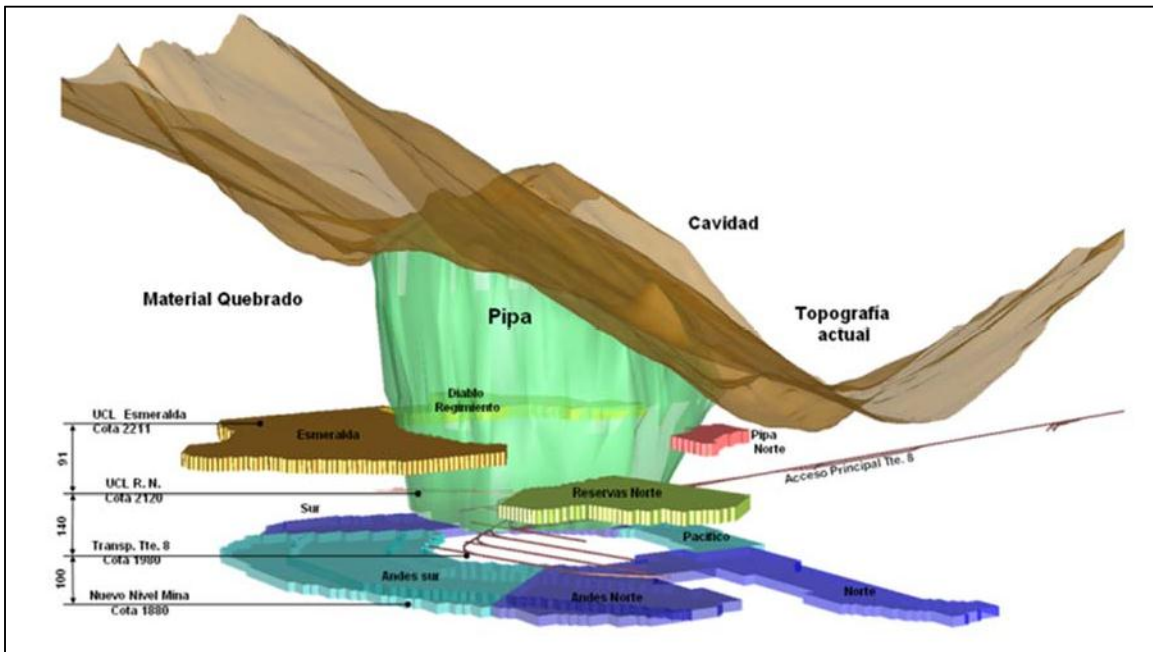 Cavidad
Material Quebrado
Pipa
Topografía
actual
Diablo
Regimiento
UCL Esmeralda
Cota 2211
Esmeralda
Pipa
Norte
91
Acceso Principal Tte. 8
UCL R. N.
Cota 2120
Reservas Norte
Sur
140
Pacifico
Transp. Tte. 8
Cota 1980
Andes sur
100
Nuevo Nivel Mina
Cota 1880
Andes Norte
Norte